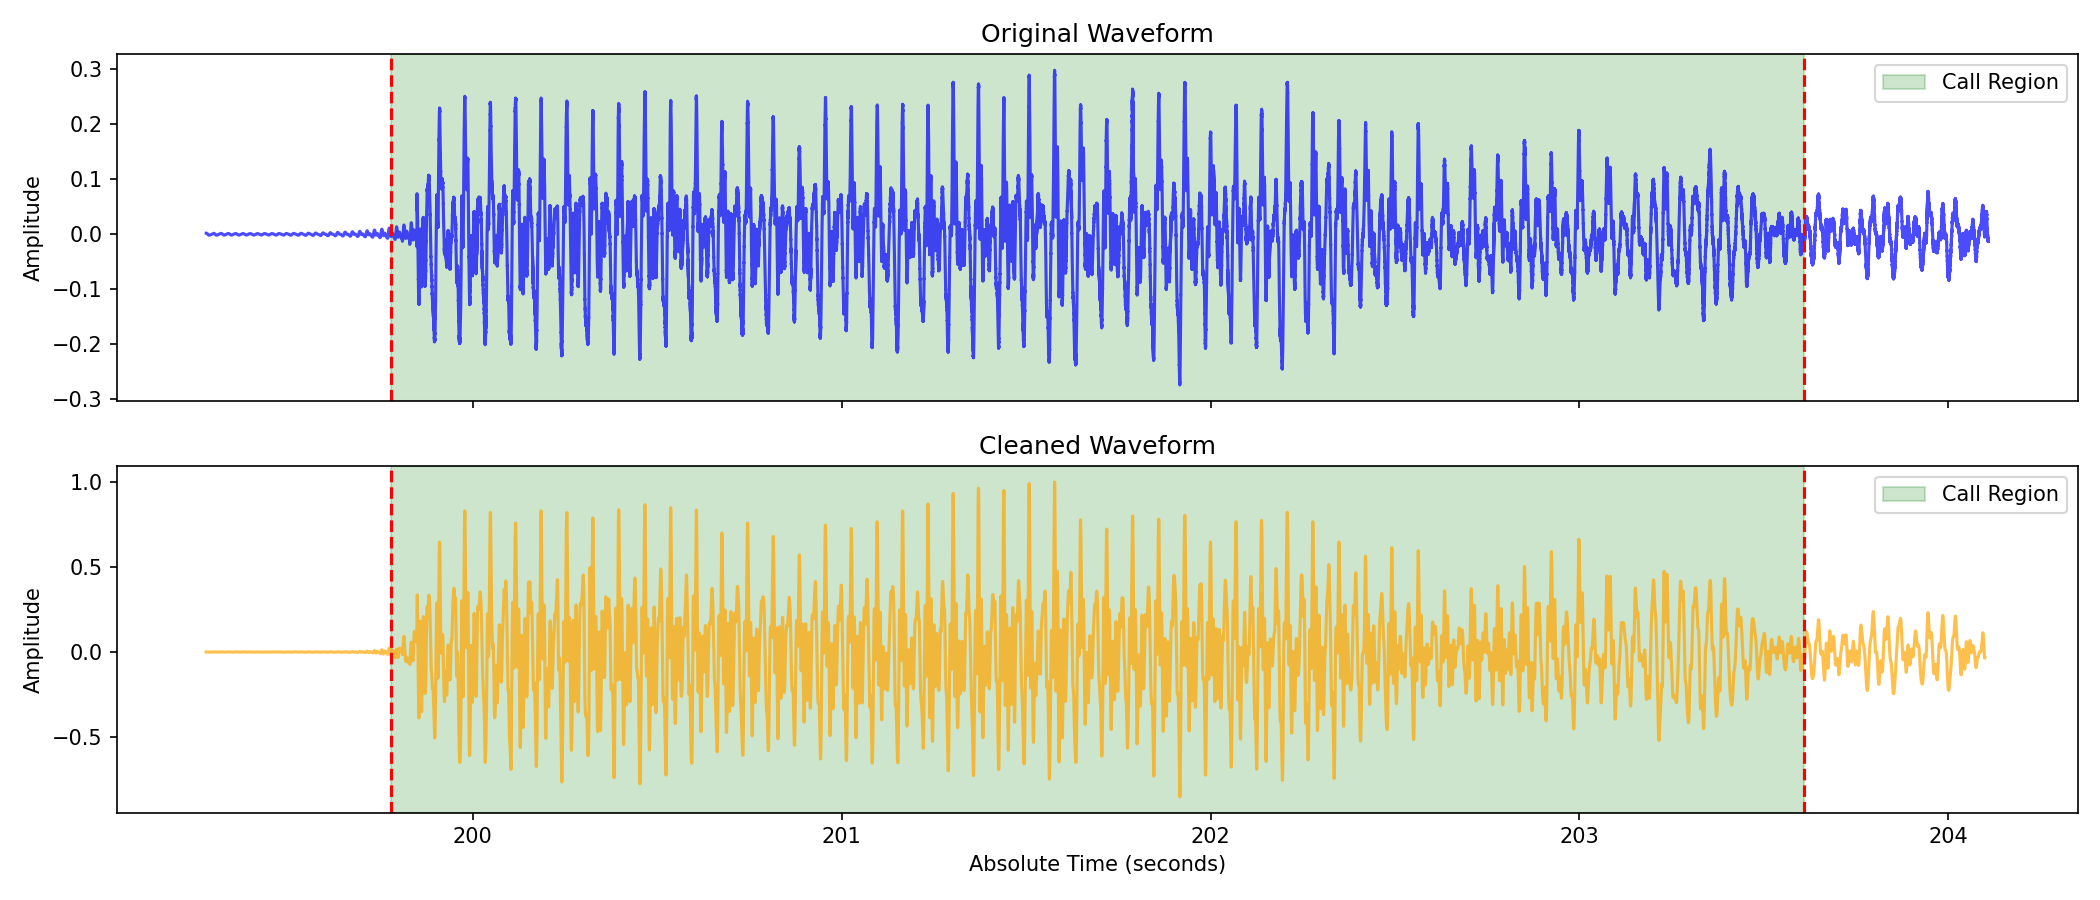 Original Waveform
Amplitude
0.3
0.2
0.1
0.0
−0.1
−0.2
−0.3
Call Region
Cleaned Waveform
Amplitude
1.0
0.5
0.0
−0.5
Call Region
200 201 202 203 204
Absolute Time (seconds)